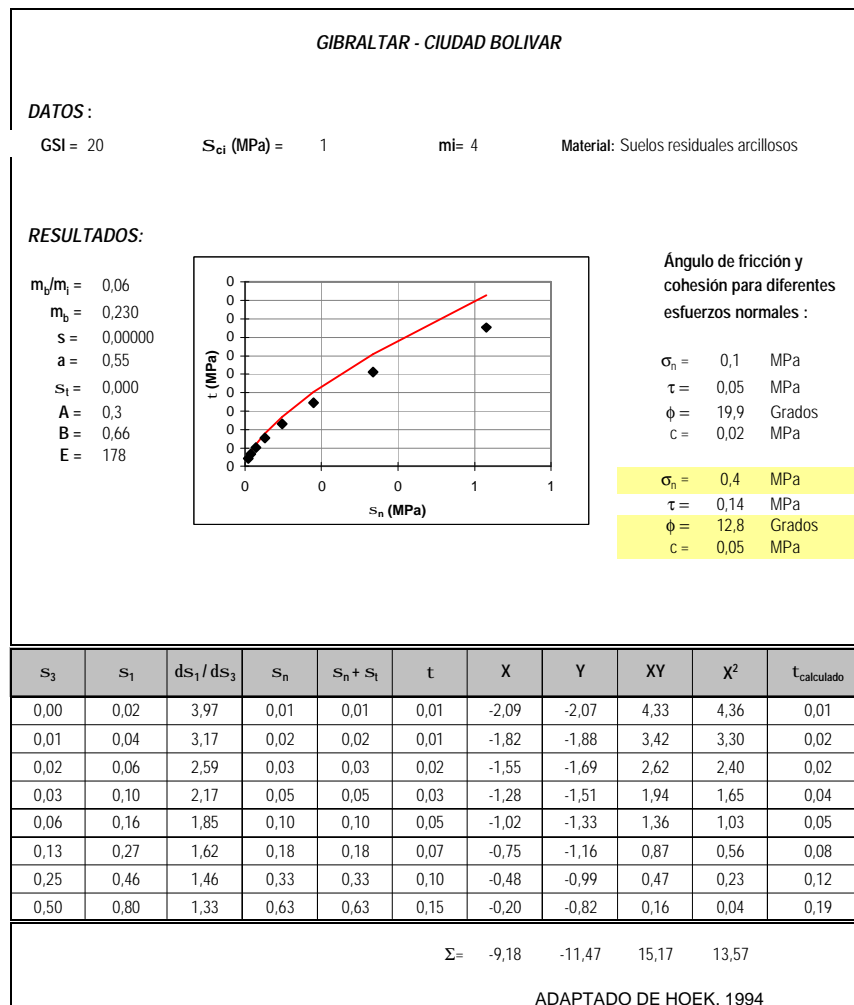 GIBRALTAR - CIUDAD BOLIVAR
DATOS :
GSI = 20 Sci (MPa) = 1 mi= 4 Material: Suelos residuales arcillosos
RESULTADOS:
mb/mi = 0,06
mb = 0,230
s = 0,00000
a = 0,55
St = 0,000
A = 0,3
B = 0,66
E = 178
t (MPa)
0
0
0
0
0
0
0
0
0
0
0
0 0 0 1 1
sn (MPa)
Ángulo de fricción y
cohesión para diferentes
esfuerzos normales :
σn = 0,1 MPa
τ = 0,05 MPa
ϕ = 19,9 Grados
c = 0,02 MPa
σn = 0,4 MPa
τ = 0,14 MPa
ϕ = 12,8 Grados
c = 0,05 MPa
S3 S1 dS1/dS3 Sn Sn + St t X Y XY X² tcalculado
0,00 0,02 3,97 0,01 0,01 0,01 -2,09 -2,07 4,33 4,36 0,01
0,01 0,04 3,17 0,02 0,02 0,01 -1,82 -1,88 3,42 3,30 0,02
0,02 0,06 2,59 0,03 0,03 0,02 -1,55 -1,69 2,62 2,40 0,02
0,03 0,10 2,17 0,05 0,05 0,03 -1,28 -1,51 1,94 1,65 0,04
0,06 0,16 1,85 0,10 0,10 0,05 -1,02 -1,33 1,36 1,03 0,05
0,13 0,27 1,62 0,18 0,18 0,07 -0,75 -1,16 0,87 0,56 0,08
0,25 0,46 1,46 0,33 0,33 0,10 -0,48 -0,99 0,47 0,23 0,12
0,50 0,80 1,33 0,63 0,63 0,15 -0,20 -0,82 0,16 0,04 0,19
Σ= -9,18 -11,47 15,17 13,57
ADAPTADO DE HOEK, 1994